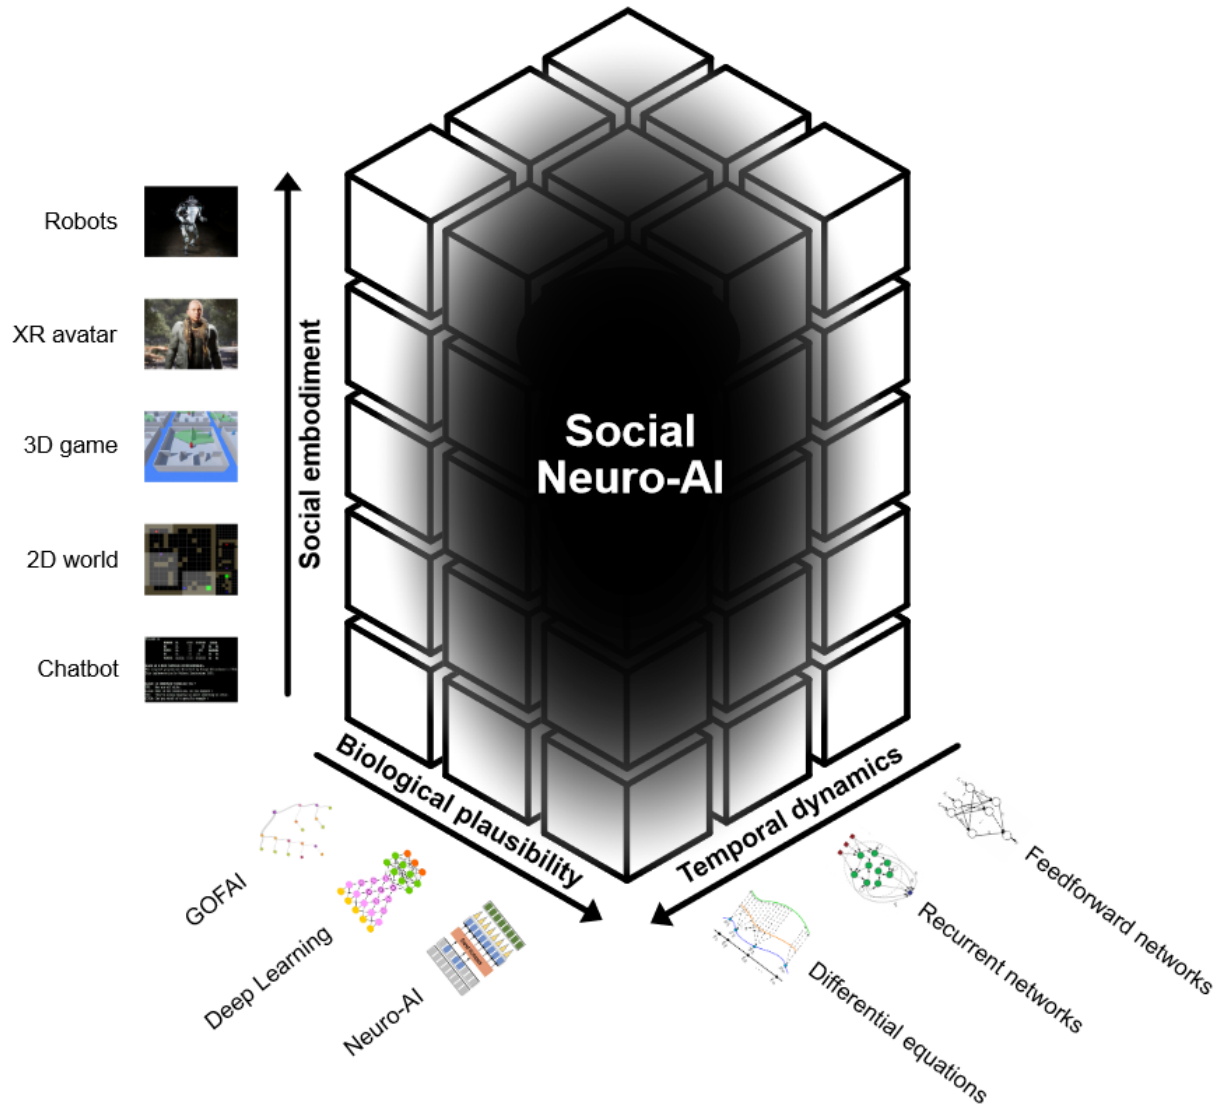 Robots
XR avatar
3D game
2D world
Chatbot
ELIZA
Social embodiment
Social
Neuro-AI
Biological plausibility
Temporal dynamics
GOFAI
Deep Learning
Neuro-AI
Differential equations
Recurrent networks
Feedforward networks